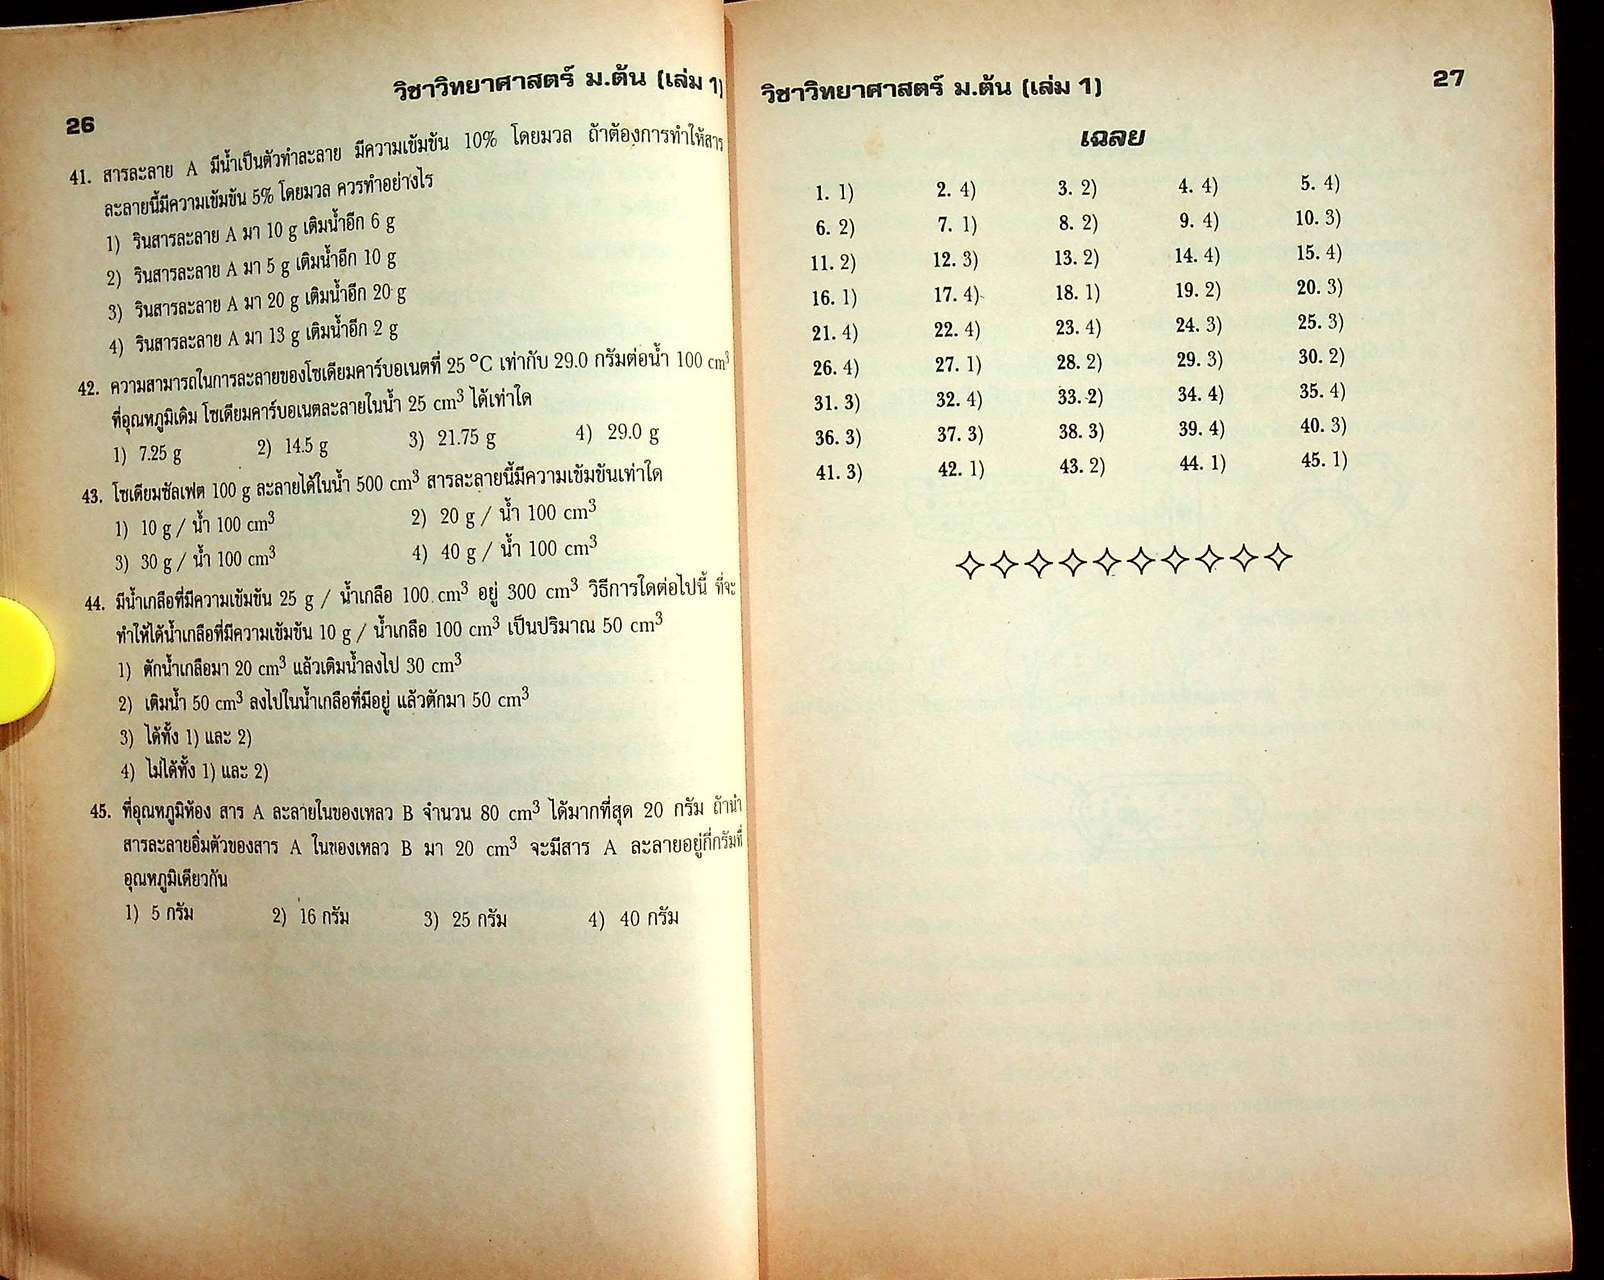 วิชาวิทยาศาสตร์ ม.ต้น (เล่ม 1)
26
41. สารละลาย A มีน้ำเป็นตัวทำละลาย มีความเข้มข้น 10% โดยมวล ถ้าต้องการทำให้สาร
ละลายนี้มีความเข้มข้น 5% โดยมวล ควรทำอย่างไร
1) รินสารละลาย A มา 10 g เติมน้ำอีก 6 g
2) รินสารละลาย A มา 5 g เติมน้ำอีก 10 g
3) รินสารละลาย A มา 20 g เติมน้ำอีก 20 g
4) รินสารละลาย A มา 13 g เติมน้ำอีก 2 g
42. ความสามารถในการละลายของโซเดียมคาร์บอเนตที่ 25 °C เท่ากับ 29.0 กรัมต่อน้ำ 100 cm³
ที่อุณหภูมิเดิม โซเดียมคาร์บอเนตละลายในน้ำ 25 cm³ ได้เท่าใด
1) 7.25 g 2) 14.5 g 3) 21.75 g 4) 29.0 g
43. โซเดียมซัลเฟต 100 g ละลายได้ในน้ำ 500 cm³ สารละลายนี้มีความเข้มข้นเท่าใด
1) 10 g / น้ำ 100 cm³ 2) 20 g / น้ำ 100 cm³
3) 30 g / น้ำ 100 cm³ 4) 40 g / น้ำ 100 cm³
44. มีน้ำเกลือที่มีความเข้มข้น 25 g / น้ำเกลือ 100 cm³ อยู่ 300 cm³ วิธีการใดต่อไปนี้ ที่จะ
ทำให้ได้น้ำเกลือที่มีความเข้มข้น 10 g / น้ำเกลือ 100 cm³ เป็นปริมาณ 50 cm³
1) ตักน้ำเกลือมา 20 cm³ แล้วเติมน้ำลงไป 30 cm³
2) เติมน้ำ 50 cm³ ลงไปในน้ำเกลือที่มีอยู่ แล้วตักมา 50 cm³
3) ได้ทั้ง 1) และ 2)
4) ไม่ได้ทั้ง 1) และ 2)
45. ที่อุณหภูมิห้อง สาร A ละลายในของเหลว B จำนวน 80 cm³ ได้มากที่สุด 20 กรัม ถ้านำ
สารละลายอิ่มตัวของสาร A ในของเหลว B มา 20 cm³ จะมีสาร A ละลายอยู่กี่กรัมที่
อุณหภูมิเดียวกัน
1) 5 กรัม 2) 16 กรัม 3) 25 กรัม 4) 40 กรัม
วิชาวิทยาศาสตร์ ม.ต้น (เล่ม 1) 27
เฉลย
1. 1) 2. 4) 3. 2) 4. 4) 5. 4)
6. 2) 7. 1) 8. 2) 9. 4) 10. 3)
11. 2) 12. 3) 13. 2) 14. 4) 15. 4)
16. 1) 17. 4) 18. 1) 19. 2) 20. 3)
21. 4) 22. 4) 23. 4) 24. 3) 25. 3)
26. 4) 27. 1) 28. 2) 29. 3) 30. 2)
31. 3) 32. 4) 33. 2) 34. 4) 35. 4)
36. 3) 37. 3) 38. 3) 39. 4) 40. 3)
41. 3) 42. 1) 43. 2) 44. 1) 45. 1)